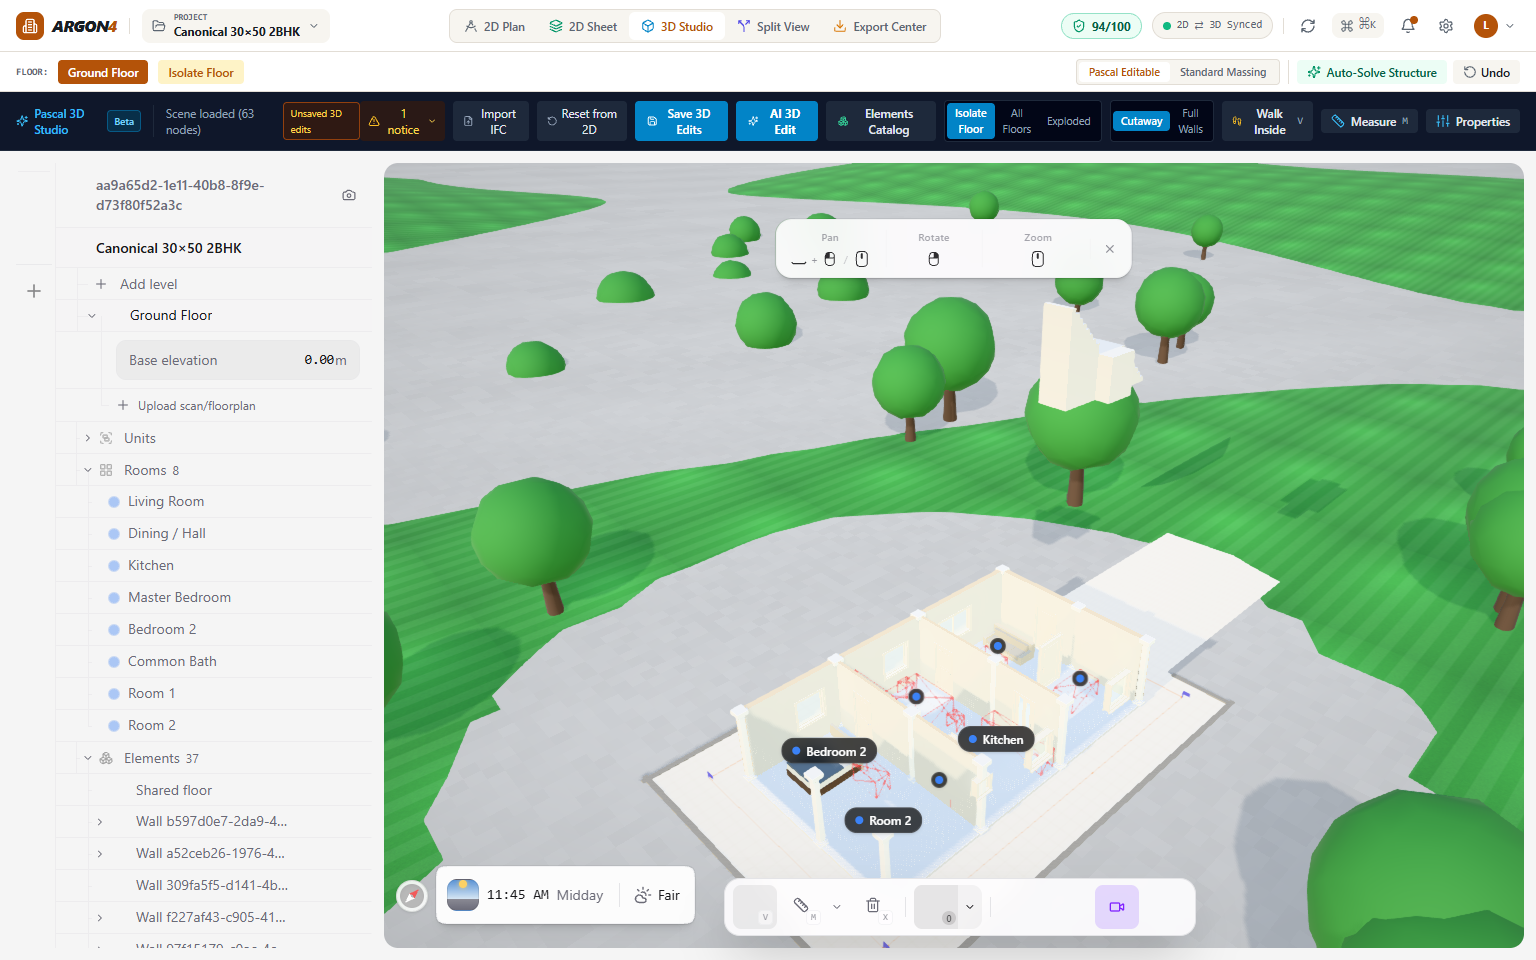 ARGON4
PROJECT
Canonical 30×50 2BHK
2D Plan
2D Sheet
3D Studio
Split View
Export Center
94/100
2D ⇄ 3D Synced
⌘ ⌘K
L
FLOOR:
Ground Floor
Isolate Floor
Pascal Editable
Standard Massing
Auto-Solve Structure
Undo
Pascal 3D
Studio
Beta
Scene loaded (63
nodes)
Unsaved 3D
edits
1
notice
Import
IFC
Reset from
2D
Save 3D
Edits
AI 3D
Edit
Elements
Catalog
Isolate
Floor
All
Floors
Exploded
Cutaway
Full
Walls
Walk
Inside
V
Measure M
Properties
aa9a65d2-1e11-40b8-8f9e-
d73f80f52a3c
Canonical 30×50 2BHK
Add level
Ground Floor
Base elevation
0.00m
Upload scan/floorplan
Units
Rooms 8
Living Room
Dining / Hall
Kitchen
Master Bedroom
Bedroom 2
Common Bath
Room 1
Room 2
Elements 37
Shared floor
Wall b597d0e7-2da9-4...
Wall a52ceb26-1976-4...
Wall 309fa5f5-d141-4b...
Wall f227af43-c905-41...
Pan
Rotate
Zoom
+ /
Bedroom 2
Kitchen
Room 2
11:45 AM Midday
Fair
V
M
X
0